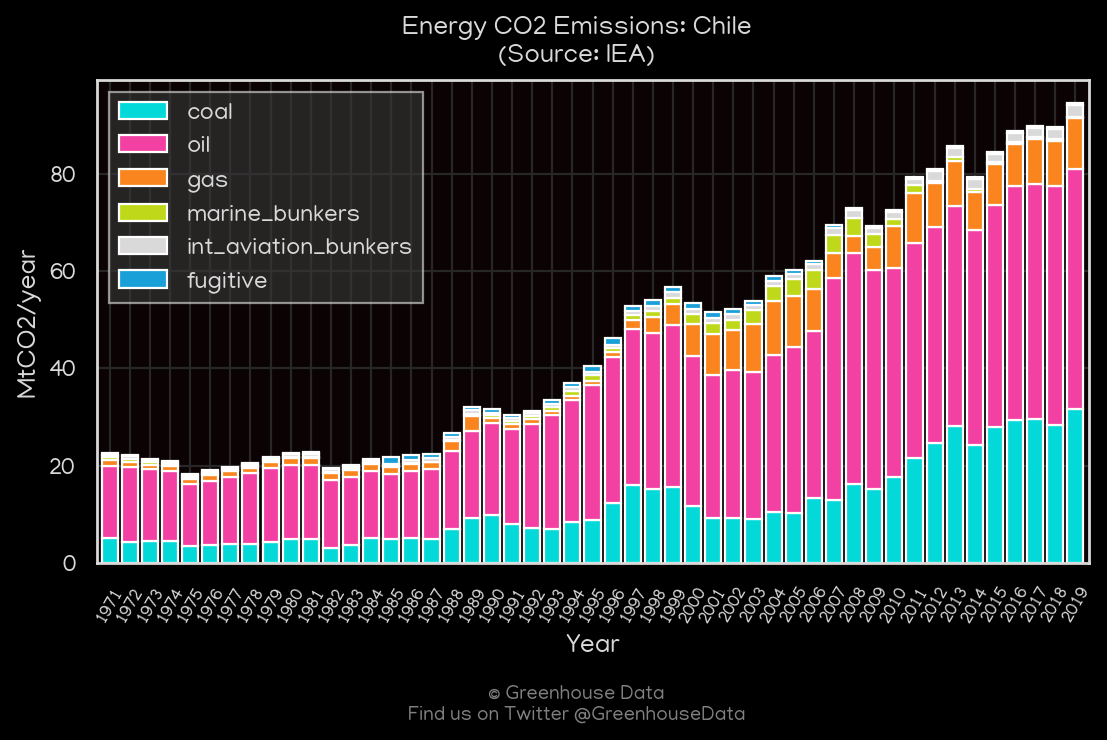 Energy CO2 Emissions: Chile
(Source: IEA)
coal
oil
gas
marine_bunkers
int_aviation_bunkers
fugitive
MtCO2/year
80
60
40
20
0
1971 1972 1973 1974 1975 1976 1977 1978 1979 1980 1981 1982 1983 1984 1985 1986 1987 1988 1989 1990 1991 1992 1993 1994 1995 1996 1997 1998 1999 2000 2001 2002 2003 2004 2005 2006 2007 2008 2009 2010 2011 2012 2013 2014 2015 2016 2017 2018 2019
Year
© Greenhouse Data
Find us on Twitter @GreenhouseData